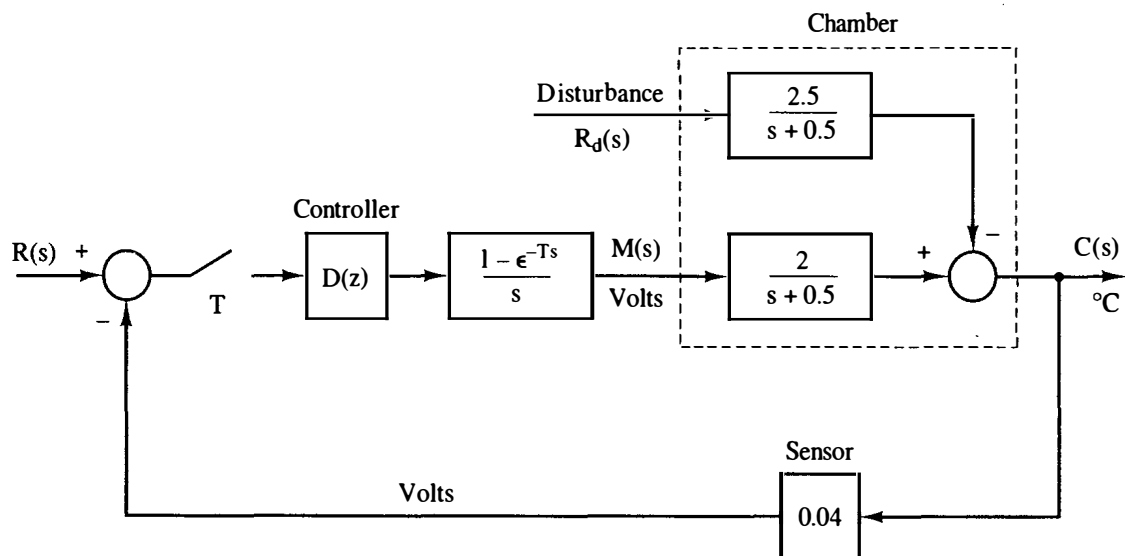 Chamber
Disturbance
R_d(s)
2.5
s + 0.5
Controller
R(s)
+
−
T
D(z)
1 − ϵ^{−Ts}
s
M(s)
Volts
2
s + 0.5
+
−
C(s)
°C
Sensor
0.04
Volts